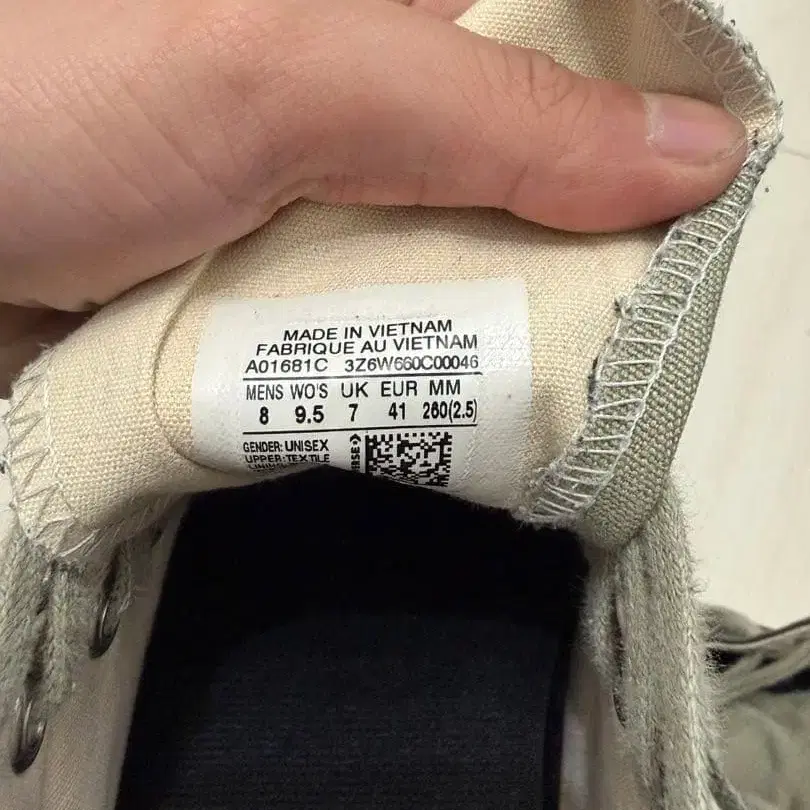 MADE IN VIETNAM
FABRIQUE AU VIETNAM
A01681C 3Z6W660C00046
MENS WO'S UK EUR MM
8 9.5 7 41 260(2.5)
GENDER: UNISEX
UPPER: TEXTILE